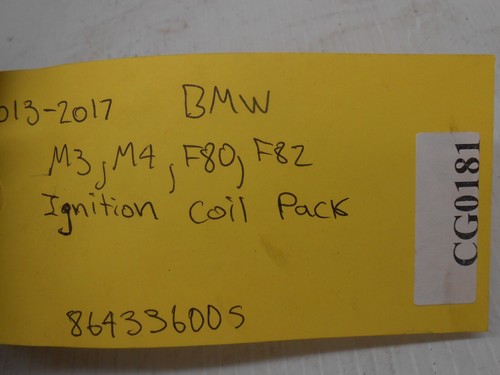 013-2017 BMW
M3, M4, F80, F82
Ignition Coil Pack
864336005
CG0181